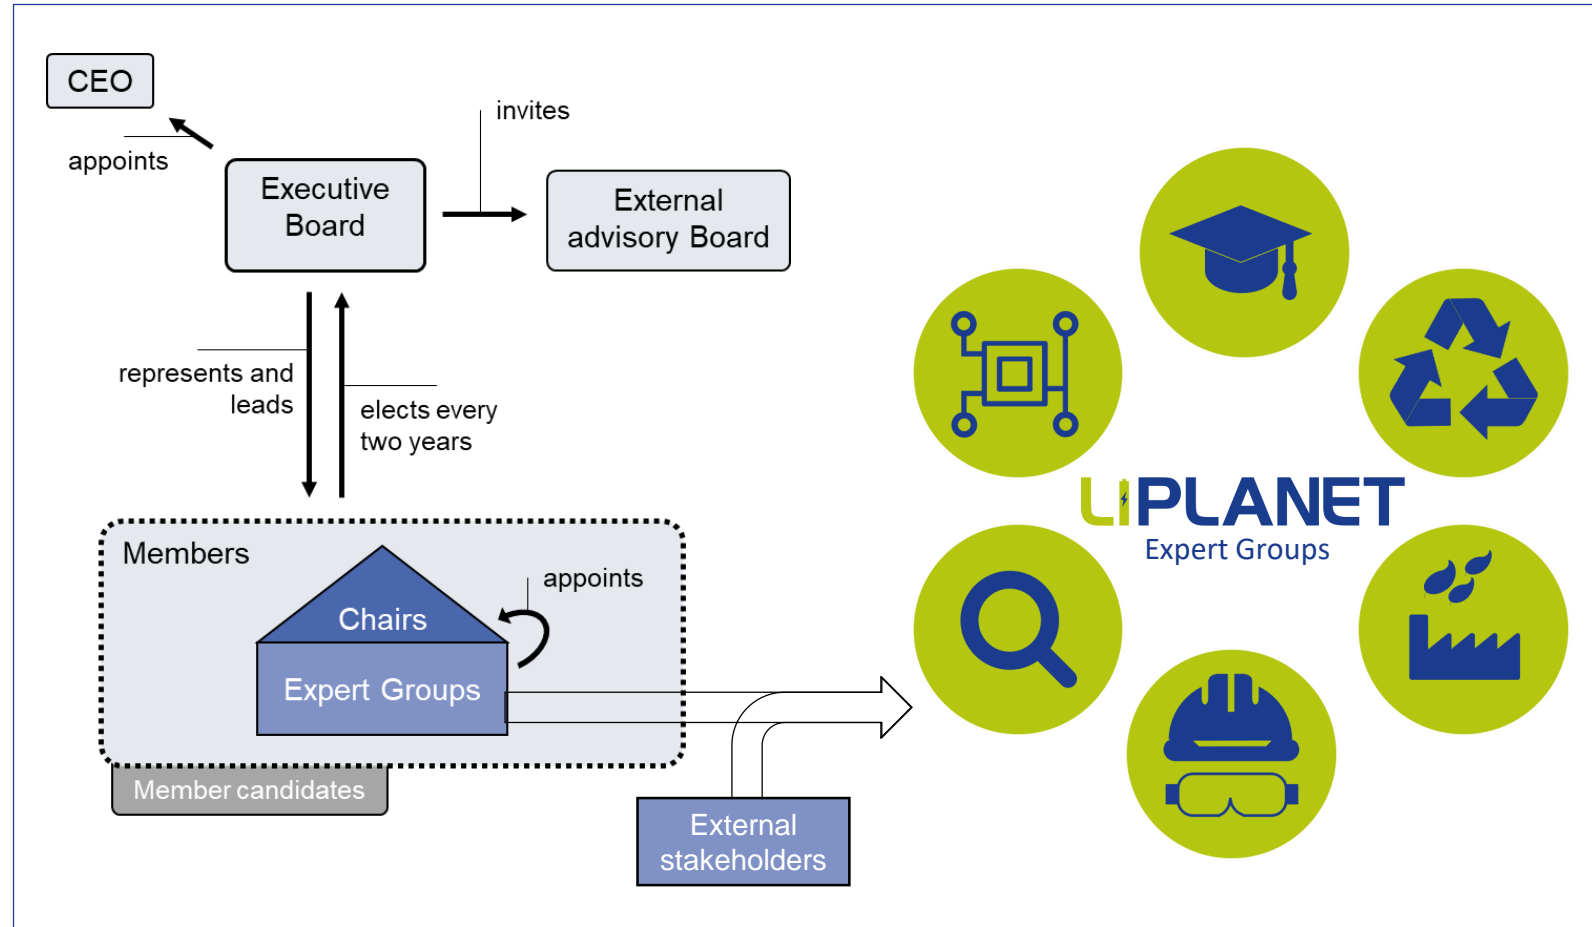 CEO
appoints
invites
Executive
Board
External
advisory Board
represents and
leads
elects every
two years
Members
appoints
Chairs
Expert Groups
Member candidates
External
stakeholders
LIPLANET
Expert Groups